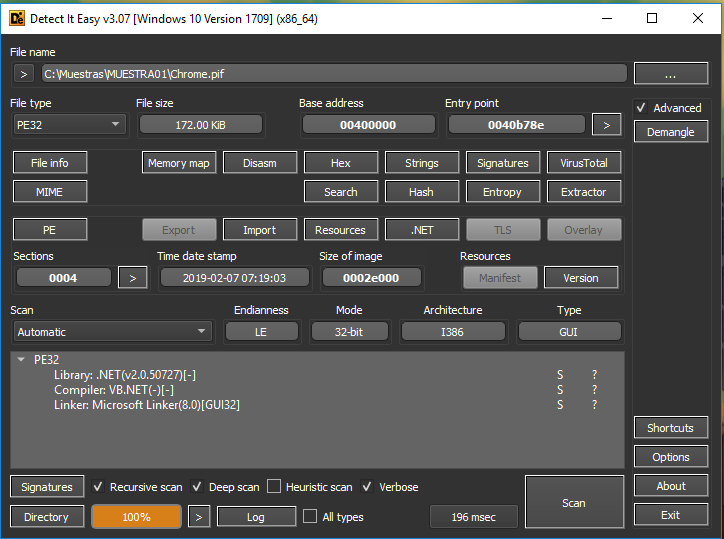 Detect It Easy v3.07 [Windows 10 Version 1709] (x86_64)
File name
> C:\Muestras\MUESTRA01\Chrome.pif ...
File type File size Base address Entry point Advanced
PE32 172.00 KiB 00400000 0040b78e > Demangle
File info Memory map Disasm Hex Strings Signatures VirusTotal
MIME Search Hash Entropy Extractor
PE Export Import Resources .NET TLS Overlay
Sections Time date stamp Size of image Resources
0004 > 2019-02-07 07:19:03 0002e000 Manifest Version
Scan Endianness Mode Architecture Type
Automatic LE 32-bit I386 GUI
PE32
Library: .NET(v2.0.50727)[-] S ?
Compiler: VB.NET(-)[-] S ?
Linker: Microsoft Linker(8.0)[GUI32] S ?
Shortcuts
Options
Signatures Recursive scan Deep scan Heuristic scan Verbose Scan About
Directory 100% > Log All types 196 msec Exit